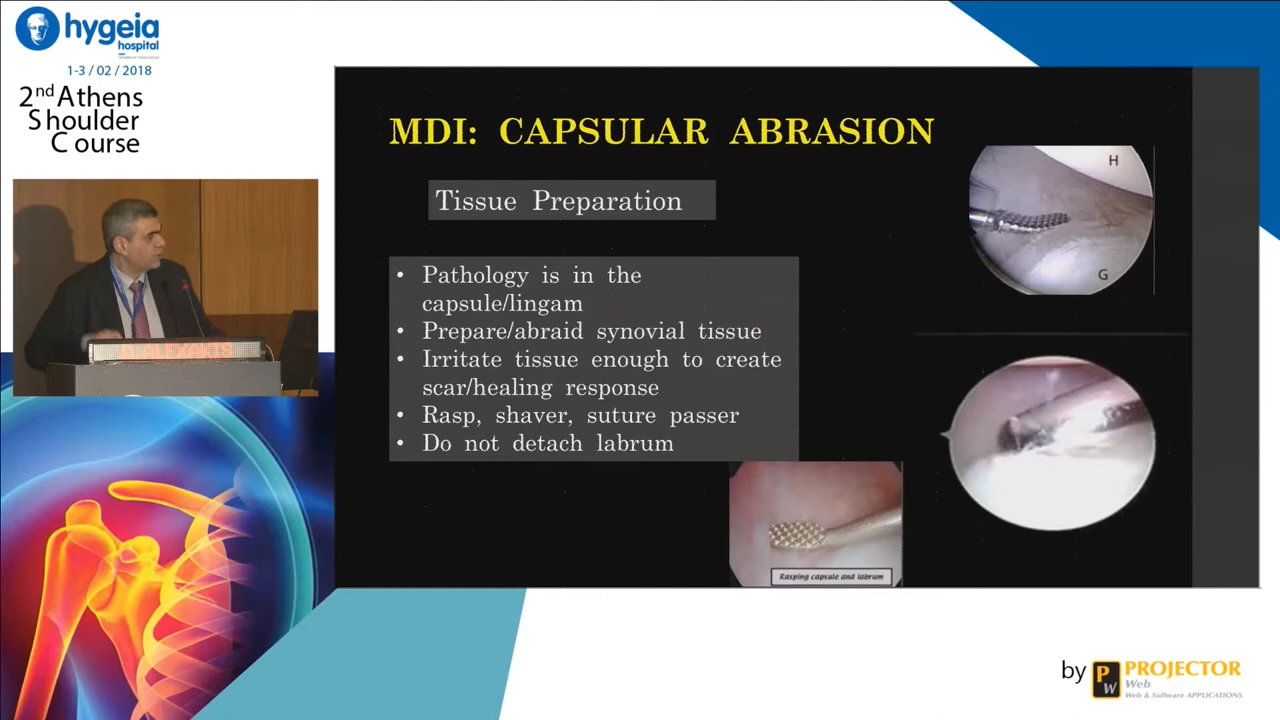 hygeia
hospital
1-3 / 02 / 2018
2nd Athens
Shoulder
Course
MDI: CAPSULAR ABRASION
Tissue Preparation
• Pathology is in the
capsule/lingam
• Prepare/abraid synovial tissue
• Irritate tissue enough to create
scar/healing response
• Rasp, shaver, suture passer
• Do not detach labrum
H
G
Rasping capsule and labrum
by PW PROJECTOR
Web
Web & Software APPLICATIONS